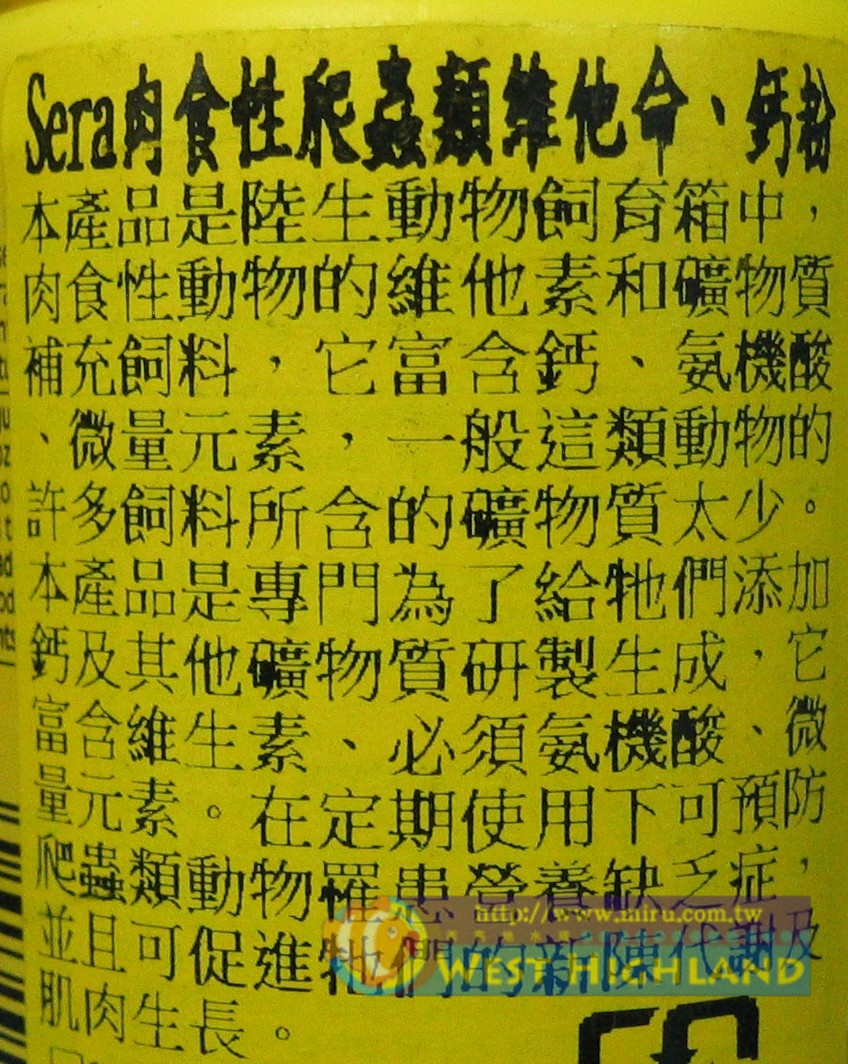 Sera肉食性爬蟲類維他命、鈣粉
本產品是陸生動物飼育箱中，
肉食性動物的維他素和礦物質
補充飼料，它富含鈣、氨機酸
、微量元素，一般這類動物的
許多飼料所含的礦物質太少。
本產品是專門為了給牠們添加
鈣及其他礦物質研製生成，它
富含維生素、必須氨機酸、微
量元素。在定期使用下可預防
爬蟲類動物罹患營養缺乏症，
並且可促進牠們的新陳代謝及
肌肉生長。
http://www.miru.com.tw
WEST HIGHLAND